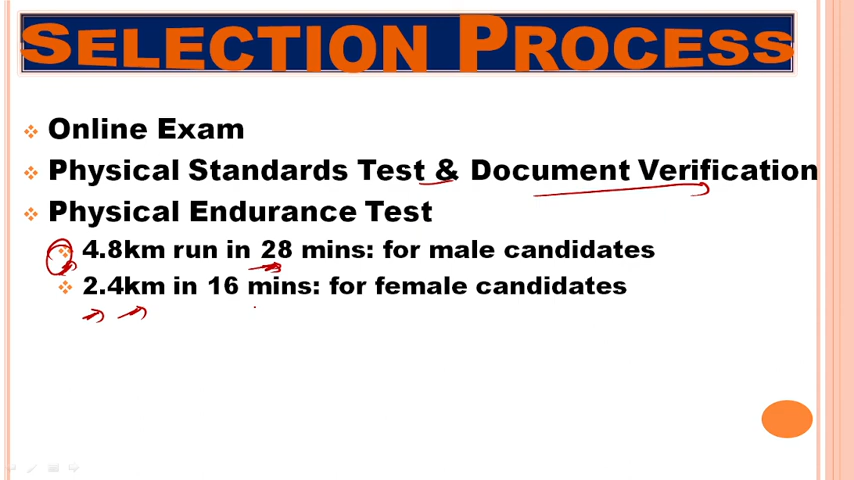 SELECTION PROCESS
Online Exam
Physical Standards Test & Document Verification
Physical Endurance Test
4.8km run in 28 mins: for male candidates
2.4km in 16 mins: for female candidates